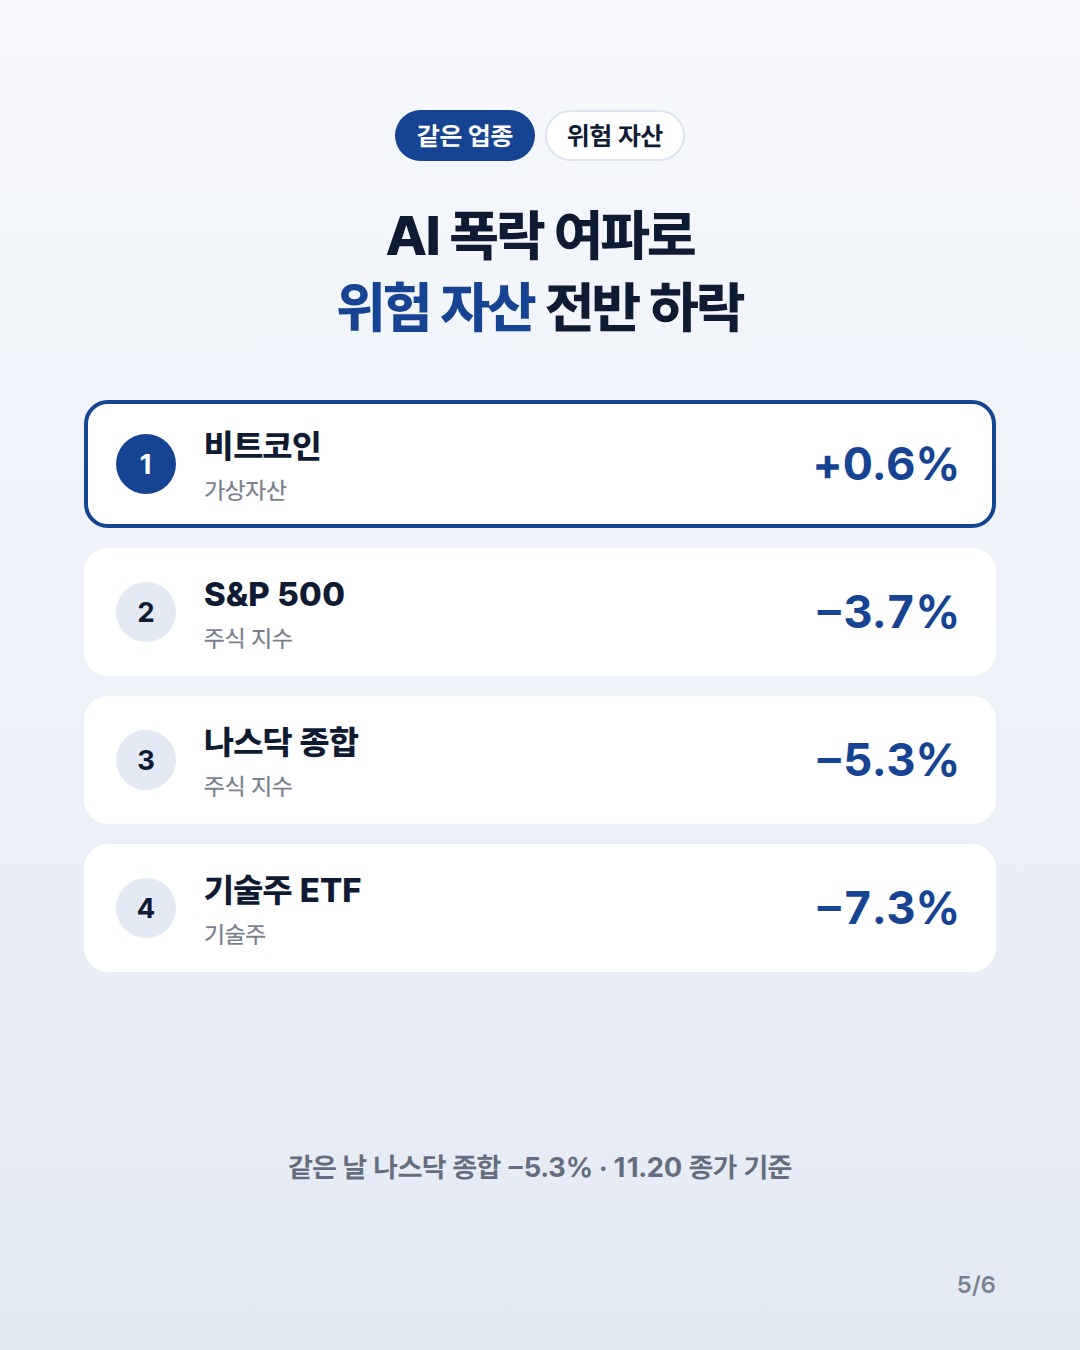 같은 업종 위험 자산
AI 폭락 여파로
위험 자산 전반 하락
1 비트코인 +0.6%
가상자산
2 S&P 500 −3.7%
주식 지수
3 나스닥 종합 −5.3%
주식 지수
4 기술주 ETF −7.3%
기술주
같은 날 나스닥 종합 −5.3% · 11.20 종가 기준
5/6